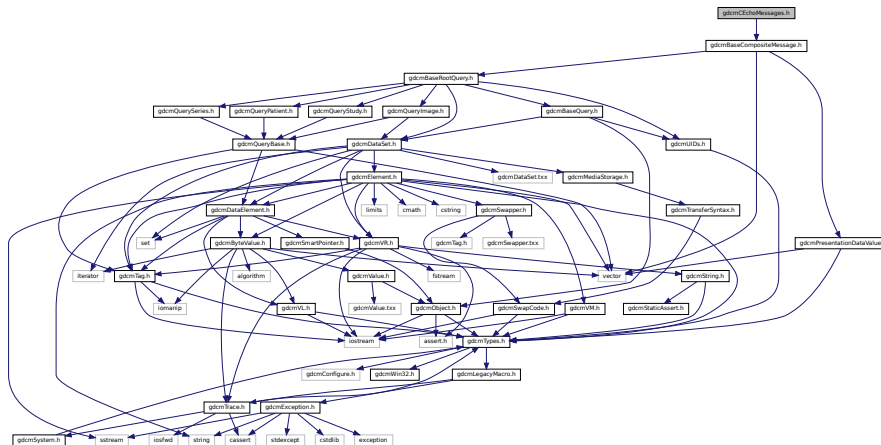 gdcmCEchoMessages.h
gdcmBaseCompositeMessage.h
gdcmBaseRootQuery.h
gdcmQuerySeries.h
gdcmQueryPatient.h
gdcmQueryStudy.h
gdcmQueryImage.h
gdcmBaseQuery.h
gdcmQueryBase.h
gdcmDataSet.h
gdcmUIDs.h
gdcmElement.h
gdcmDataSet.txx
gdcmMediaStorage.h
gdcmDataElement.h
limits
cmath
cstring
gdcmSwapper.h
gdcmTransferSyntax.h
set
gdcmByteValue.h
gdcmSmartPointer.h
gdcmVR.h
gdcmTag.h
gdcmSwapper.txx
gdcmPresentationDataValue.h
iterator
gdcmTag.h
algorithm
gdcmValue.h
fstream
vector
gdcmString.h
iomanip
gdcmVL.h
gdcmValue.txx
gdcmObject.h
gdcmSwapCode.h
gdcmVM.h
gdcmStaticAssert.h
iostream
assert.h
gdcmTypes.h
gdcmConfigure.h
gdcmWin32.h
gdcmLegacyMacro.h
gdcmTrace.h
gdcmException.h
gdcmSystem.h
sstream
iosfwd
string
cassert
stdexcept
cstdlib
exception